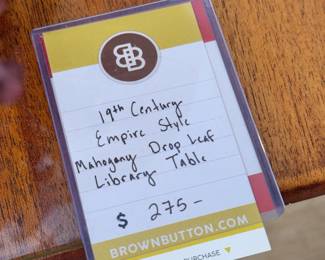 BB
19th Century
Empire Style
Mahogany Drop Leaf
Library Table
$ 275-
BROWNBUTTON.COM
PURCHASE